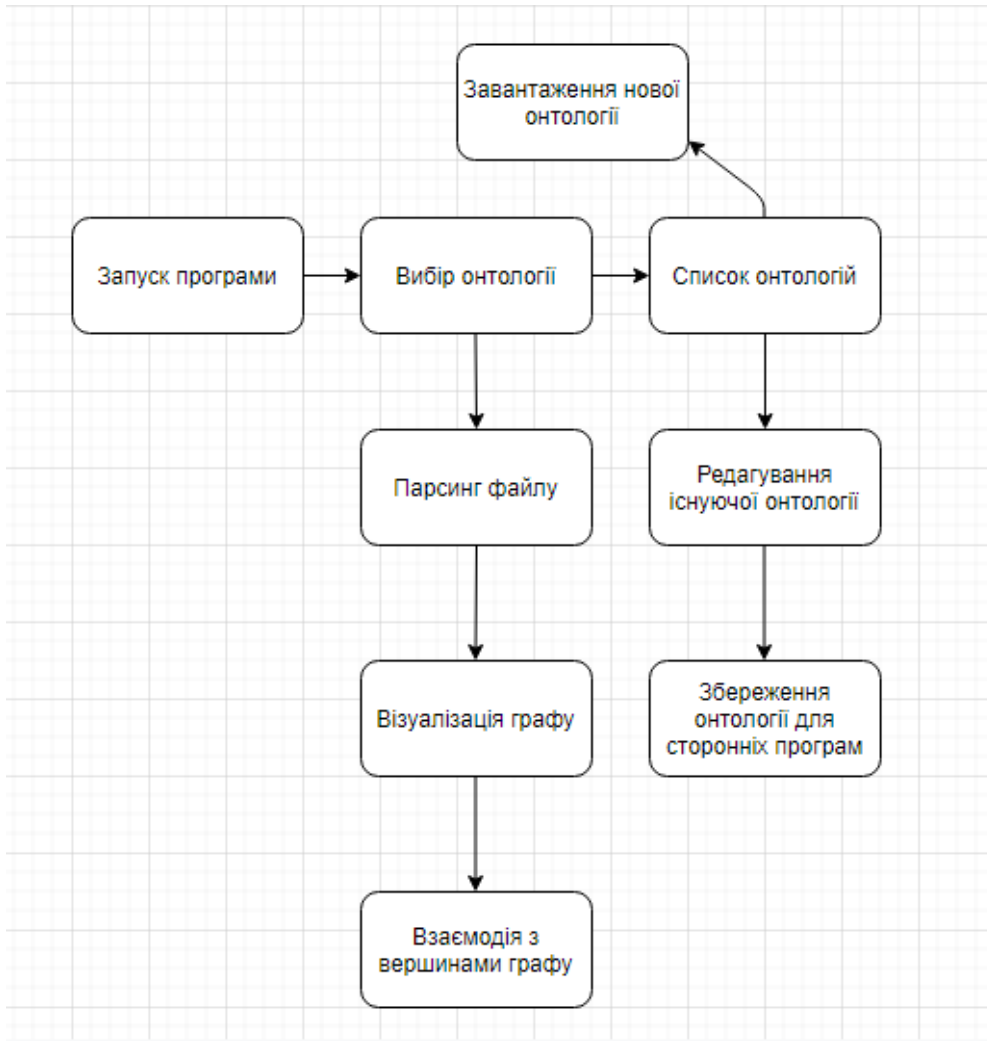 Завантаження нової
онтології
Запуск програми
Вибір онтології
Список онтологій
Парсинг файлу
Редагування
існуючої онтології
Візуалізація графу
Збереження
онтології для
сторонніх програм
Взаємодія з
вершинами графу